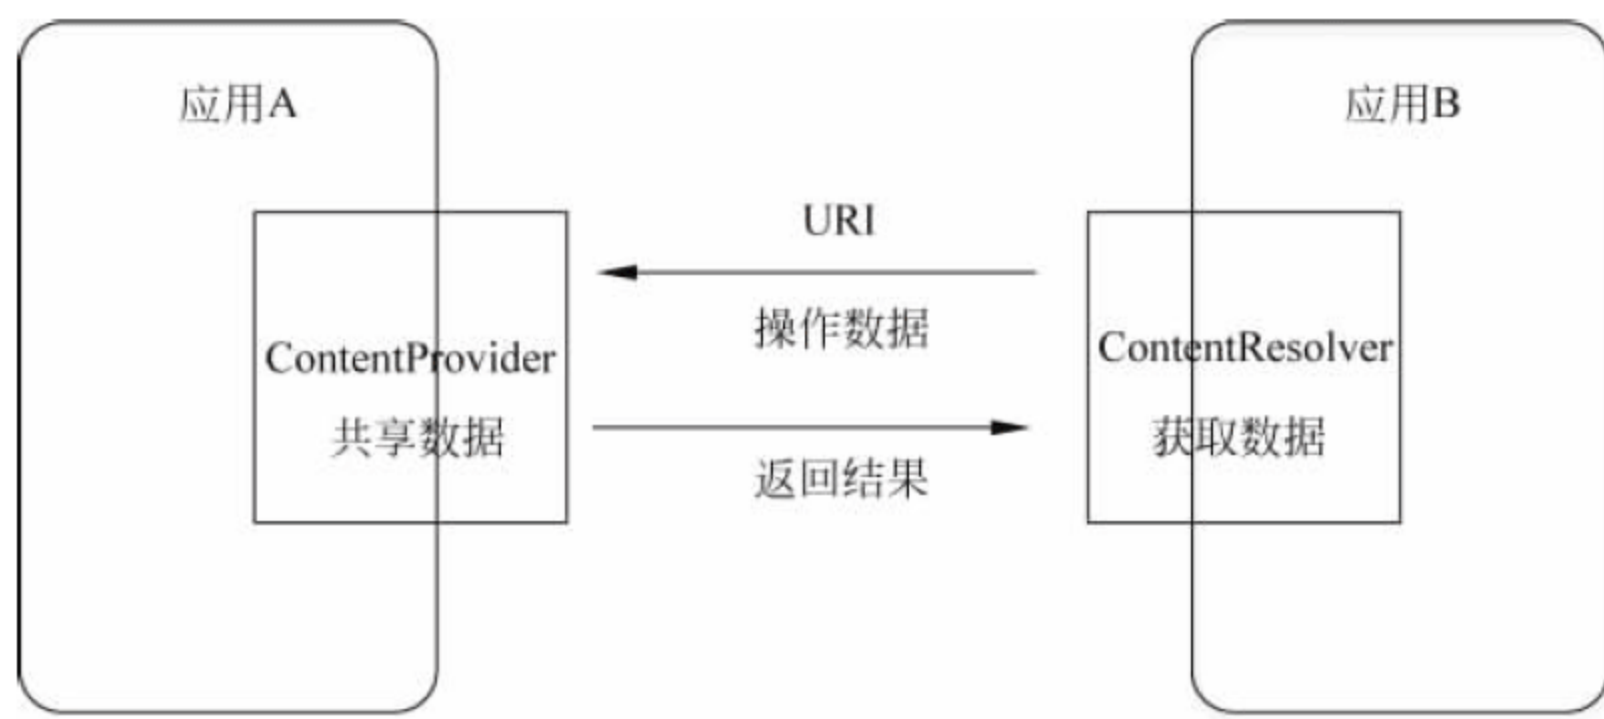 应用A
应用B
URI
操作数据
ContentProvider
共享数据
ContentResolver
获取数据
返回结果